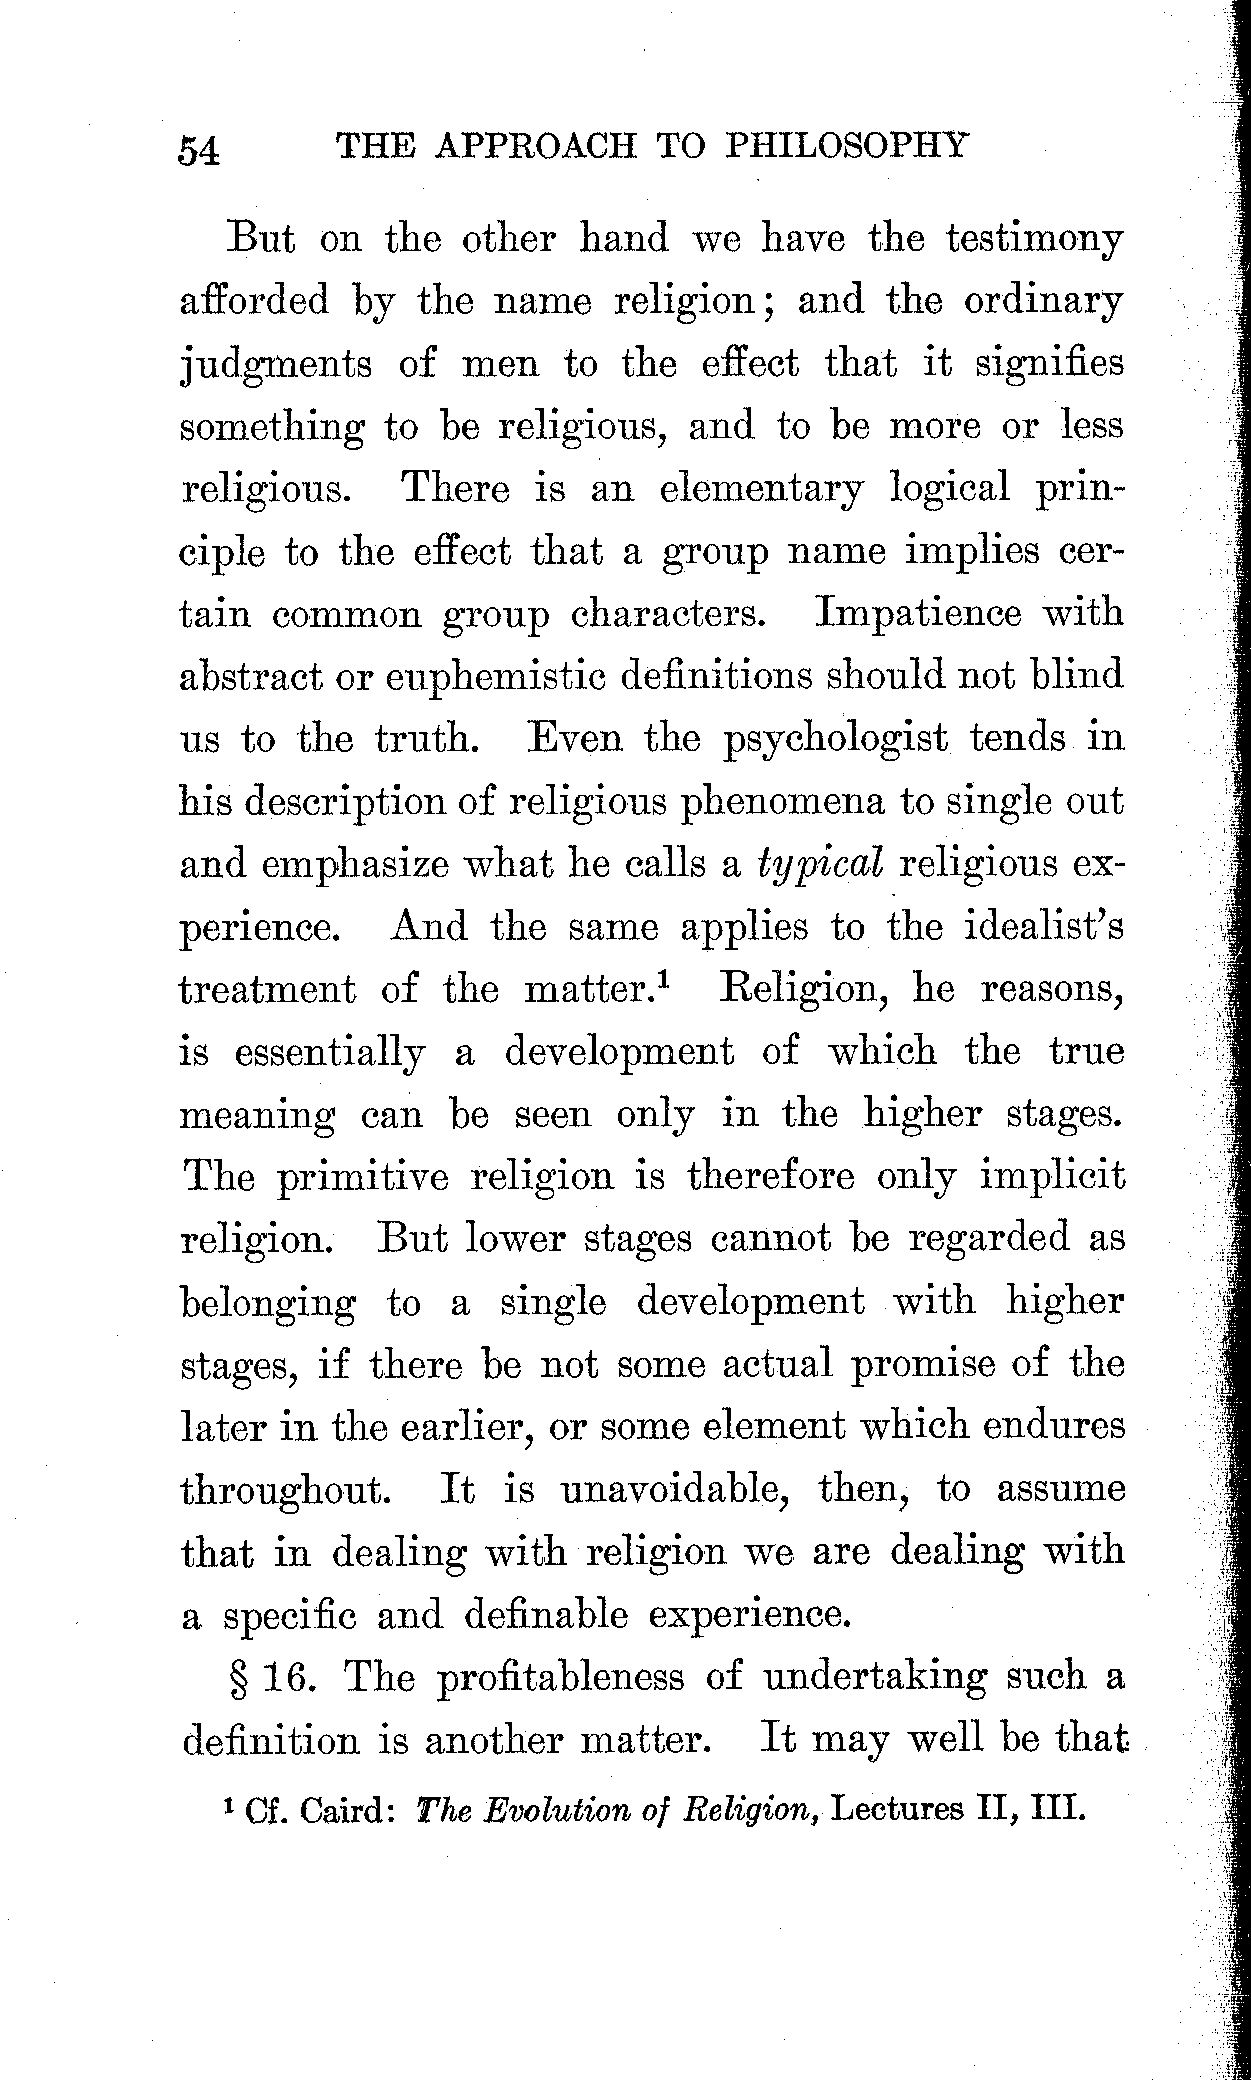 54 THE APPROACH TO PHILOSOPHY
But on the other hand we have the testimony
afforded by the name religion; and the ordinary
judgments of men to the effect that it signifies
something to be religious, and to be more or less
religious. There is an elementary logical prin-
ciple to the effect that a group name implies cer-
tain common group characters. Impatience with
abstract or euphemistic definitions should not blind
us to the truth. Even the psychologist tends in
his description of religious phenomena to single out
and emphasize what he calls a typical religious ex-
perience. And the same applies to the idealist's
treatment of the matter.¹ Religion, he reasons,
is essentially a development of which the true
meaning can be seen only in the higher stages.
The primitive religion is therefore only implicit
religion. But lower stages cannot be regarded as
belonging to a single development with higher
stages, if there be not some actual promise of the
later in the earlier, or some element which endures
throughout. It is unavoidable, then, to assume
that in dealing with religion we are dealing with
a specific and definable experience.
§ 16. The profitableness of undertaking such a
definition is another matter. It may well be that
¹ Cf. Caird: The Evolution of Religion, Lectures II, III.